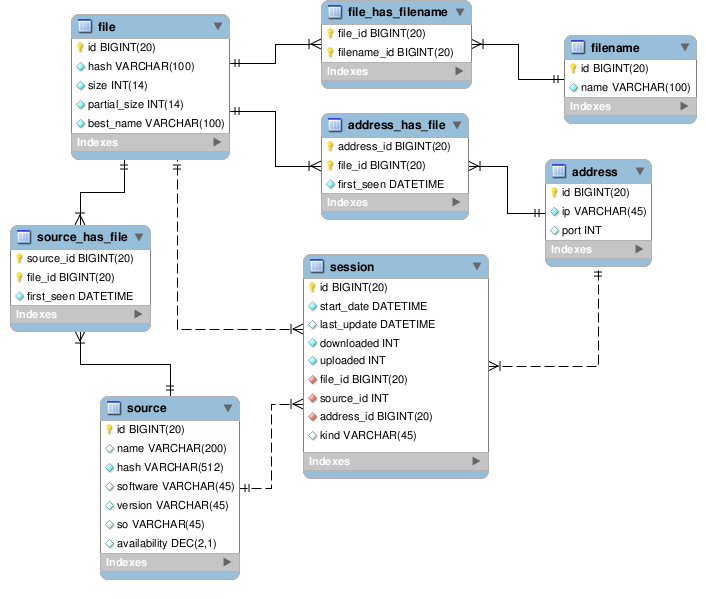 file
id BIGINT(20)
hash VARCHAR(100)
size INT(14)
partial_size INT(14)
best_name VARCHAR(100)
Indexes
file_has_filename
file_id BIGINT(20)
filename_id BIGINT(20)
Indexes
filename
id BIGINT(20)
name VARCHAR(100)
Indexes
address_has_file
address_id BIGINT(20)
file_id BIGINT(20)
first_seen DATETIME
Indexes
address
id BIGINT(20)
ip VARCHAR(45)
port INT
Indexes
source_has_file
source_id BIGINT(20)
file_id BIGINT(20)
first_seen DATETIME
Indexes
session
id BIGINT(20)
start_date DATETIME
last_update DATETIME
downloaded INT
uploaded INT
file_id BIGINT(20)
source_id INT
address_id BIGINT(20)
kind VARCHAR(45)
Indexes
source
id BIGINT(20)
name VARCHAR(200)
hash VARCHAR(512)
software VARCHAR(45)
version VARCHAR(45)
so VARCHAR(45)
availability DEC(2,1)
Indexes